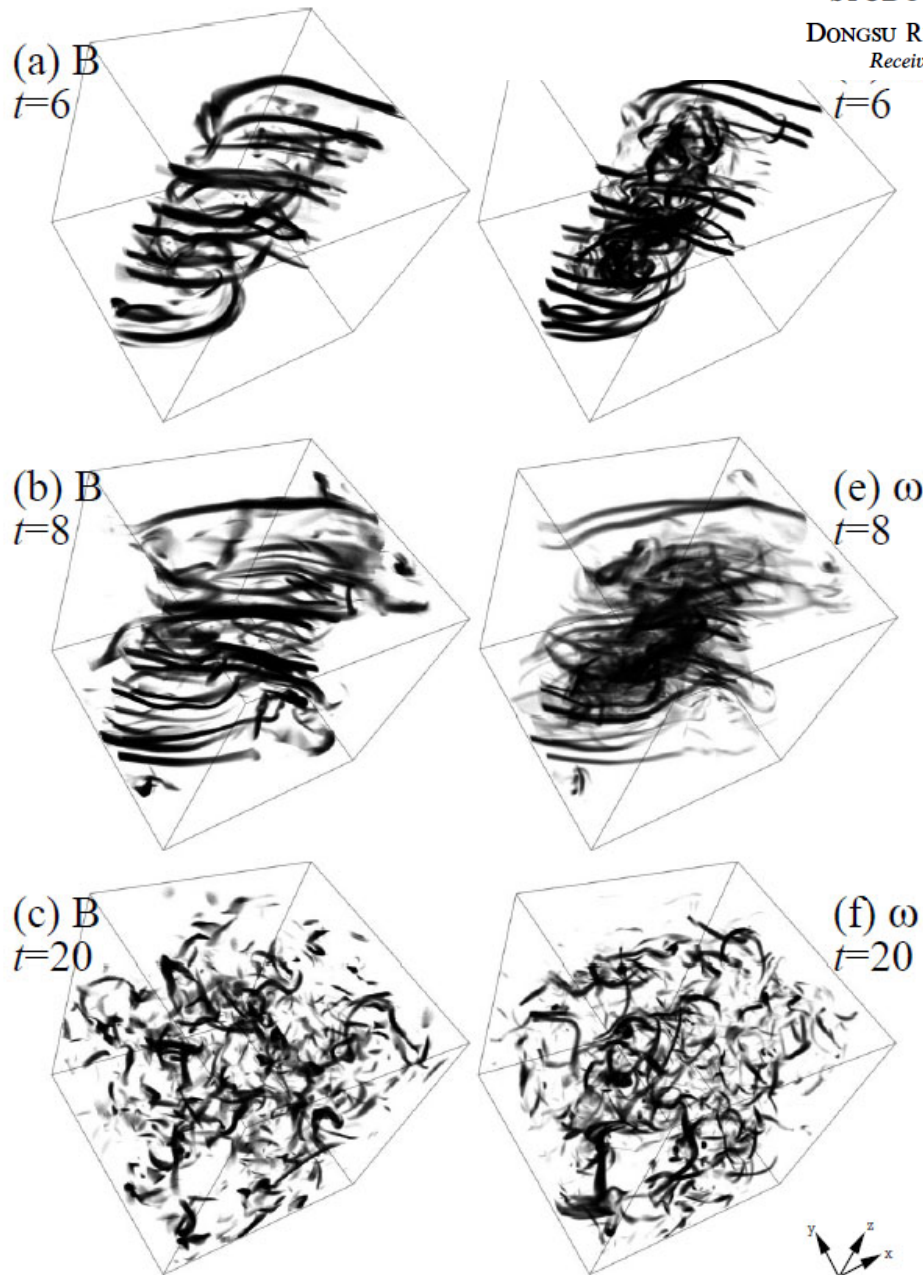 DONGSU R
Receiv
(a) B
t=6
t=6
(b) B
t=8
(e) ω
t=8
(c) B
t=20
(f) ω
t=20
y
z
x